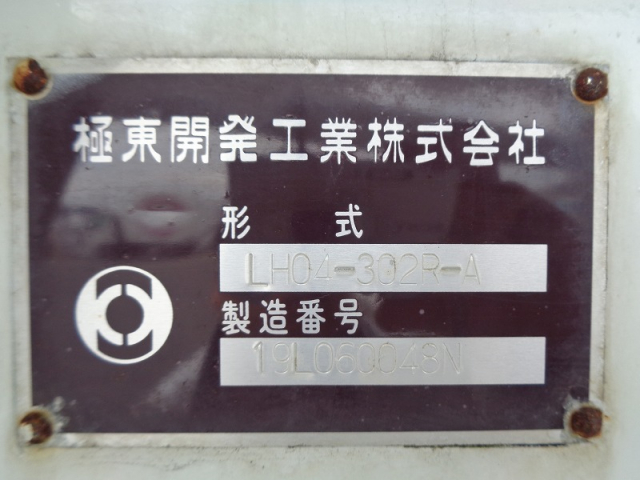 極東開発工業株式会社
形 式
LH04-302R-A
製造番号
19L060048N